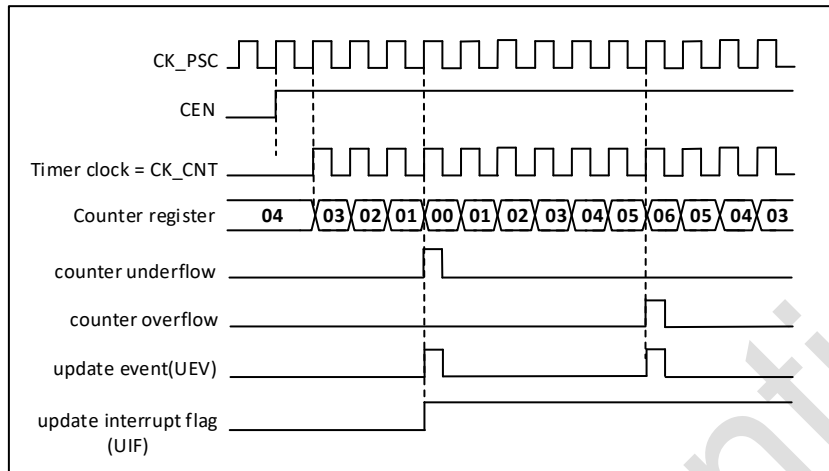 CK_PSC
CEN
Timer clock = CK_CNT
Counter register 04 03 02 01 00 01 02 03 04 05 06 05 04 03
counter underflow
counter overflow
update event(UEV)
update interrupt flag
(UIF)